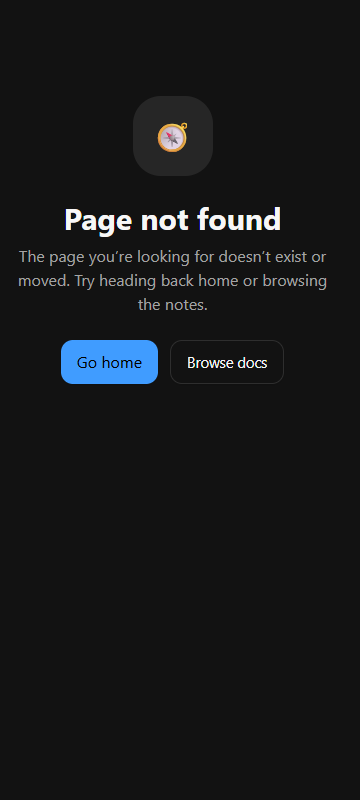 Page not found
The page you’re looking for doesn’t exist or
moved. Try heading back home or browsing
the notes.
Go home
Browse docs